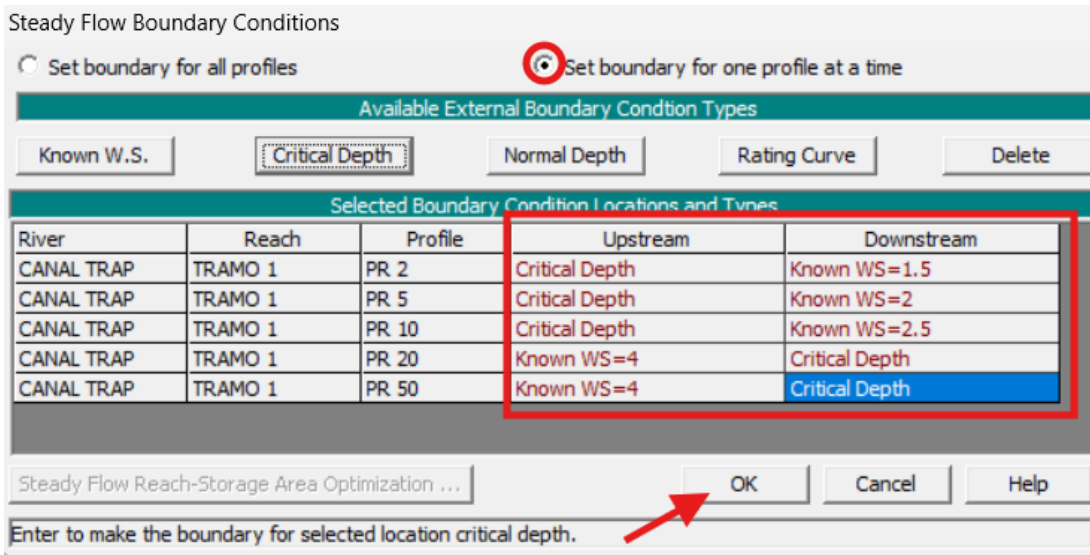 Steady Flow Boundary Conditions
Set boundary for all profiles Set boundary for one profile at a time
Available External Boundary Condtion Types
Known W.S. Critical Depth Normal Depth Rating Curve Delete
Selected Boundary Condition Locations and Types
River Reach Profile Upstream Downstream
CANAL TRAP TRAMO 1 PR 2 Critical Depth Known WS=1.5
CANAL TRAP TRAMO 1 PR 5 Critical Depth Known WS=2
CANAL TRAP TRAMO 1 PR 10 Critical Depth Known WS=2.5
CANAL TRAP TRAMO 1 PR 20 Known WS=4 Critical Depth
CANAL TRAP TRAMO 1 PR 50 Known WS=4 Critical Depth
Steady Flow Reach-Storage Area Optimization ... OK Cancel Help
Enter to make the boundary for selected location critical depth.